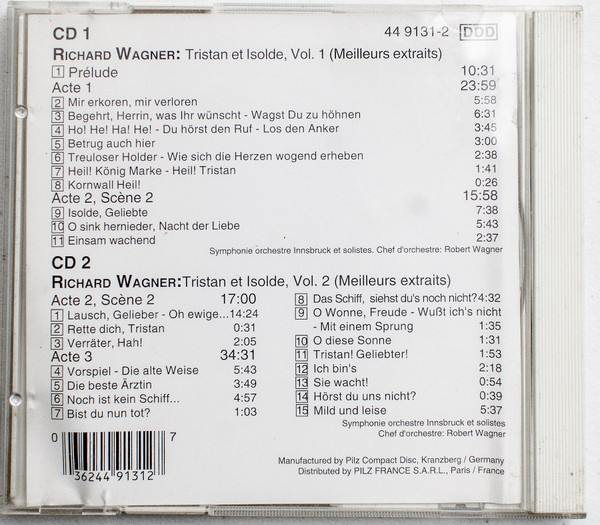 CD 1 44 9131-2 DDD
RICHARD WAGNER: Tristan et Isolde, Vol. 1 (Meilleurs extraits)
1 Prélude 10:31
Acte 1 23:59
2 Mir erkoren, mir verloren 5:58
3 Begehrt, Herrin, was Ihr wünscht - Wagst Du zu höhnen 6:31
4 Ho! He! Ha! He! - Du hörst den Ruf - Los den Anker 3:45
5 Betrug auch hier 3:00
6 Treuloser Holder - Wie sich die Herzen wogend erheben 2:38
7 Heil! König Marke - Heil! Tristan 1:41
8 Kornwall Heil! 0:26
Acte 2, Scène 2 15:58
9 Isolde, Geliebte 7:38
10 O sink hernieder, Nacht der Liebe 5:43
11 Einsam wachend 2:37
Symphonie orchestre Innsbruck et solistes. Chef d'orchestre: Robert Wagner
CD 2
RICHARD WAGNER:Tristan et Isolde, Vol. 2 (Meilleurs extraits)
Acte 2, Scène 2 17:00
1 Lausch, Gelieber - Oh ewige...14:24
2 Rette dich, Tristan 0:31
3 Verräter, Hah! 2:05
Acte 3 34:31
4 Vorspiel - Die alte Weise 5:43
5 Die beste Ärztin 3:49
6 Noch ist kein Schiff... 4:57
7 Bist du nun tot? 1:03
8 Das Schiff, siehst du's noch nicht?4:32
9 O Wonne, Freude - Wußt ich's nicht
- Mit einem Sprung 1:35
10 O diese Sonne 1:31
11 Tristan! Geliebter! 1:53
12 Ich bin's 2:18
13 Sie wacht! 0:54
14 Hörst du uns nicht? 0:39
15 Mild und leise 5:37
Symphonie orchestre Innsbruck et solistes
Chef d'orchestre: Robert Wagner
0 36244 91312 7
Manufactured by Pilz Compact Disc, Kranzberg / Germany
Distributed by PILZ FRANCE S.A.R.L., Paris / France